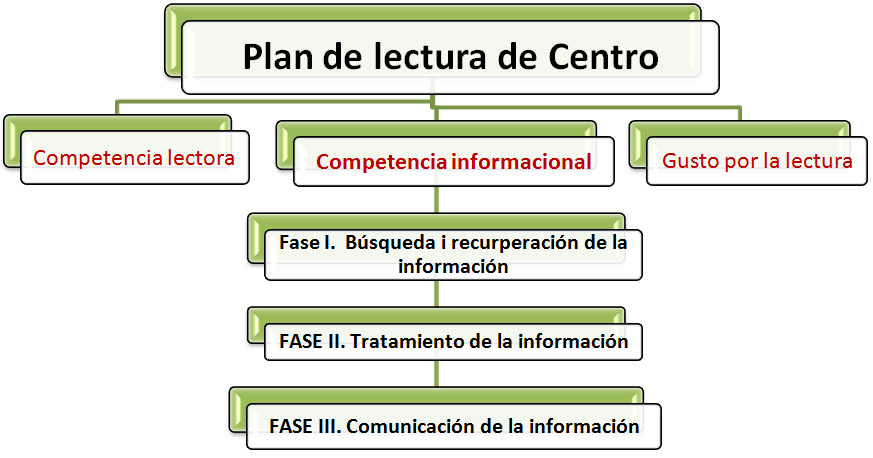 Plan de lectura de Centro
Competencia lectora
Competencia informacional
Gusto por la lectura
Fase I.  Búsqueda i recurperación de la
información
FASE II. Tratamiento de la información
FASE III. Comunicación de la información